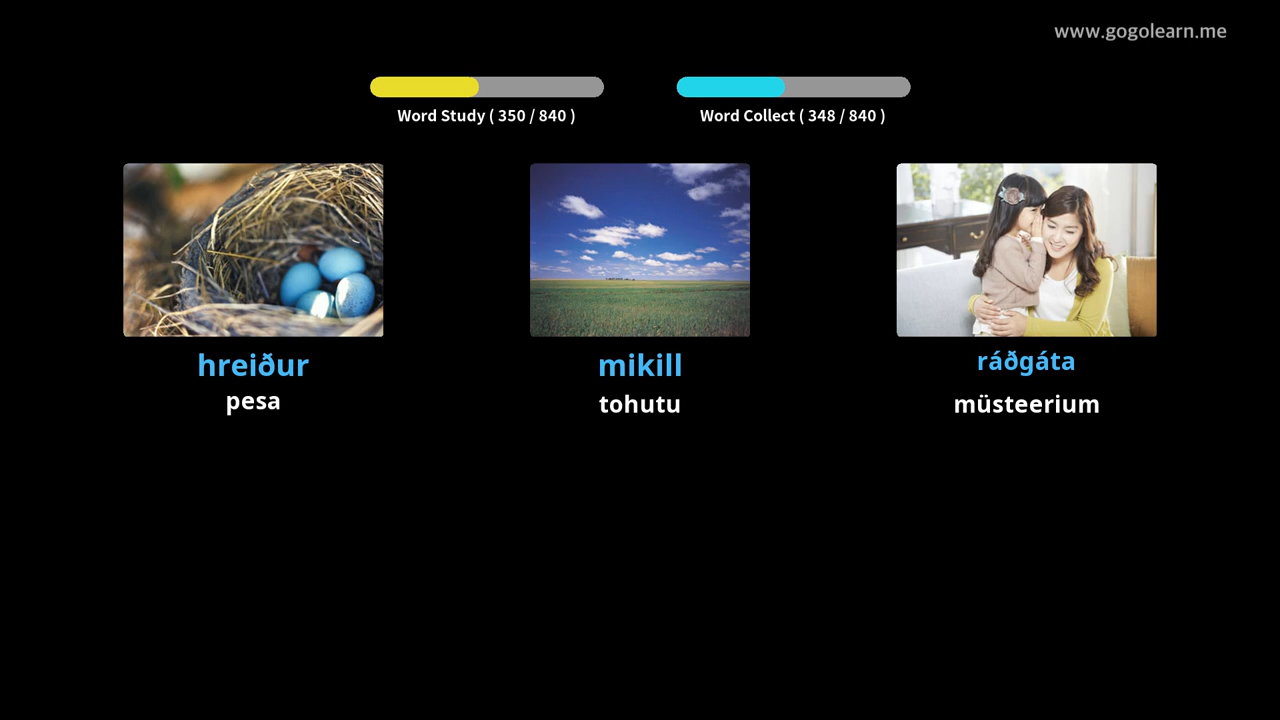 www.gogolearn.me
Word Study ( 350 / 840 )
Word Collect ( 348 / 840 )
hreiður
pesa
mikill
tohutu
ráðgáta
müsteerium